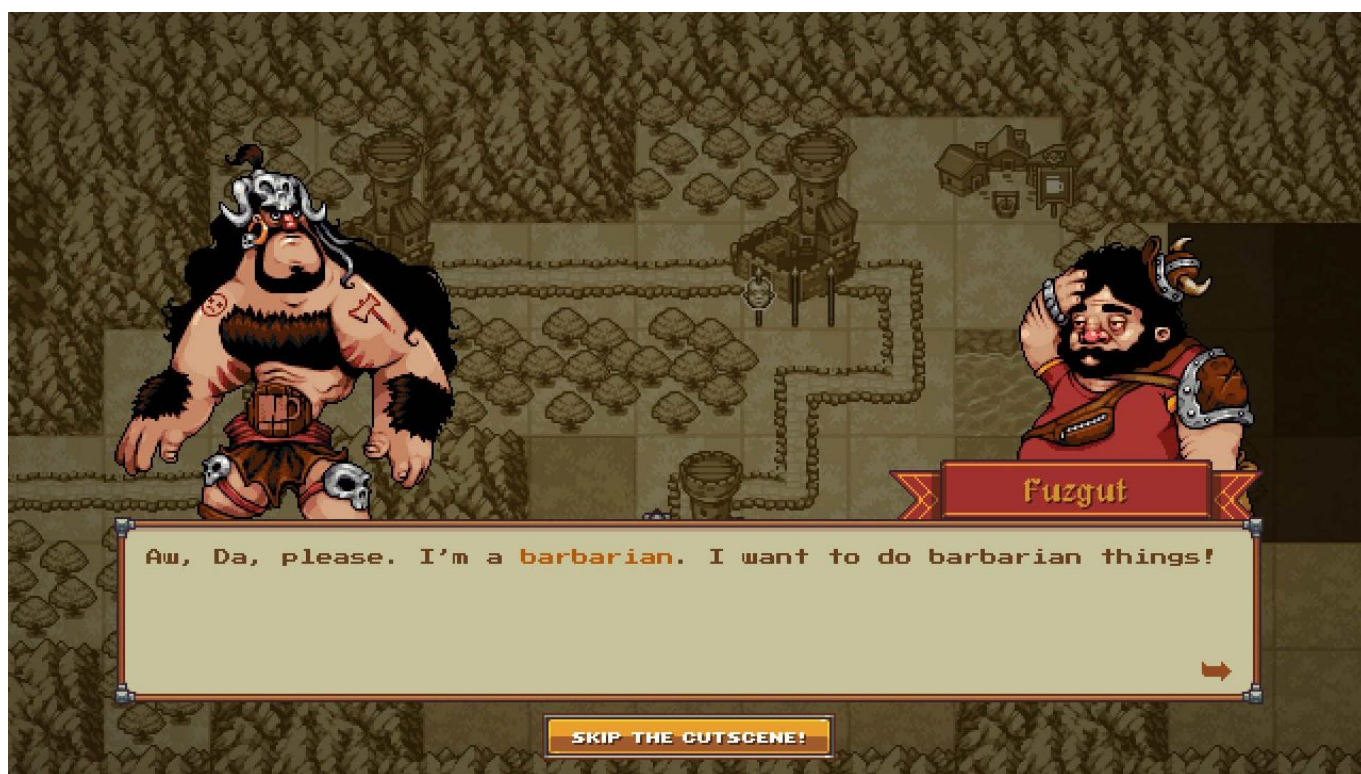 Fuzgut
Aw, Da, please. I'm a barbarian. I want to do barbarian things!
SKIP THE CUTSCENE!